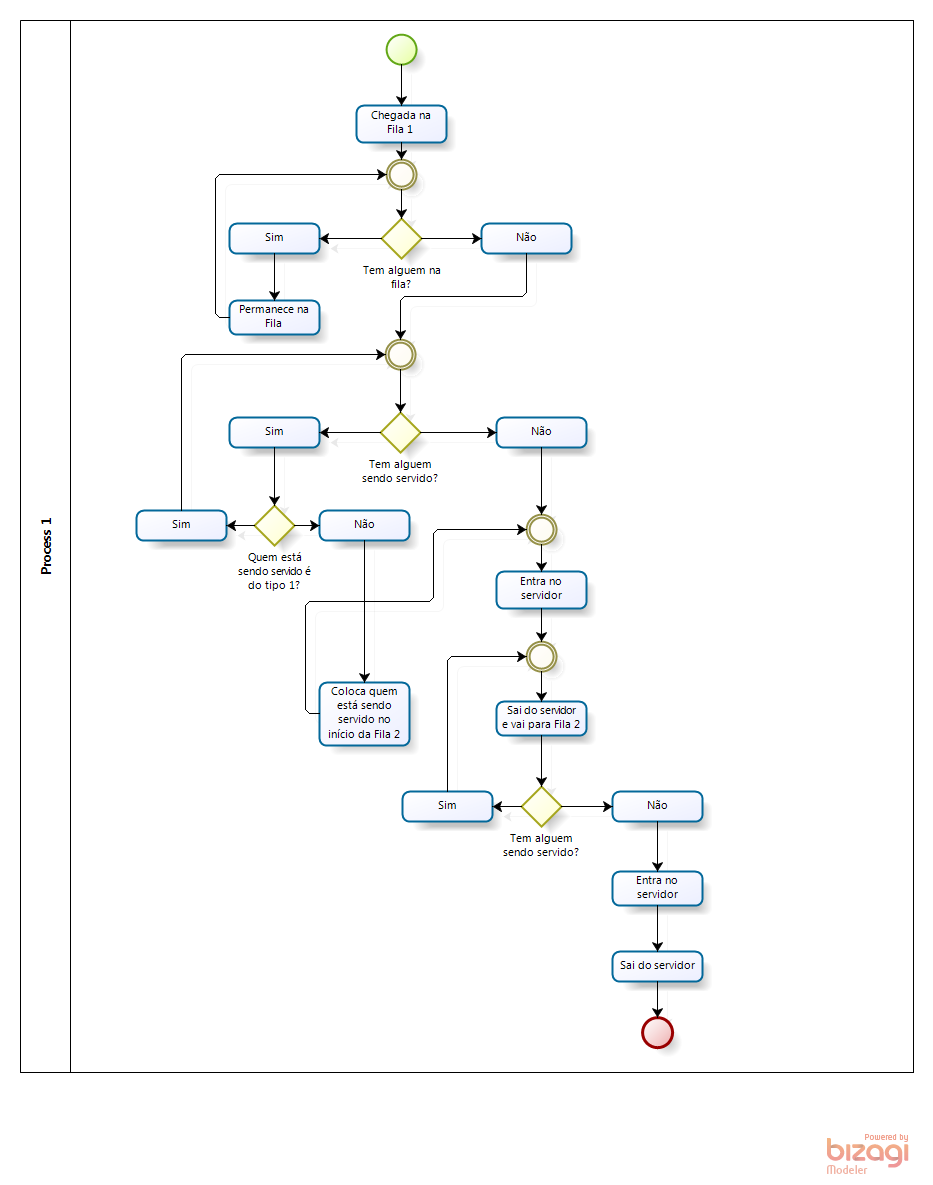 Process 1
Chegada na
Fila 1
Sim
Não
Tem alguem na
fila?
Permanece na
Fila
Sim
Não
Tem alguem
sendo servido?
Sim
Não
Quem está
sendo servido é
do tipo 1?
Entra no
servidor
Coloca quem
está sendo
servido no
início da Fila 2
Sai do servidor
e vai para Fila 2
Sim
Não
Tem alguem
sendo servido?
Entra no
servidor
Sai do servidor
Powered by
bizagi
Modeler